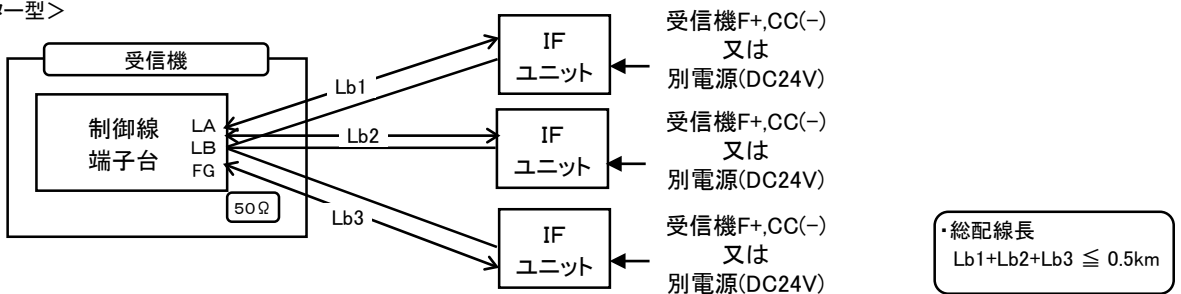 ター型＞
受信機
制御線
端子台
LA
LB
FG
50Ω
Lb1
Lb2
Lb3
IF
ユニット
受信機F+,CC(-)
又は
別電源(DC24V)
IF
ユニット
受信機F+,CC(-)
又は
別電源(DC24V)
IF
ユニット
受信機F+,CC(-)
又は
別電源(DC24V)
・総配線長
Lb1+Lb2+Lb3 ≦ 0.5km